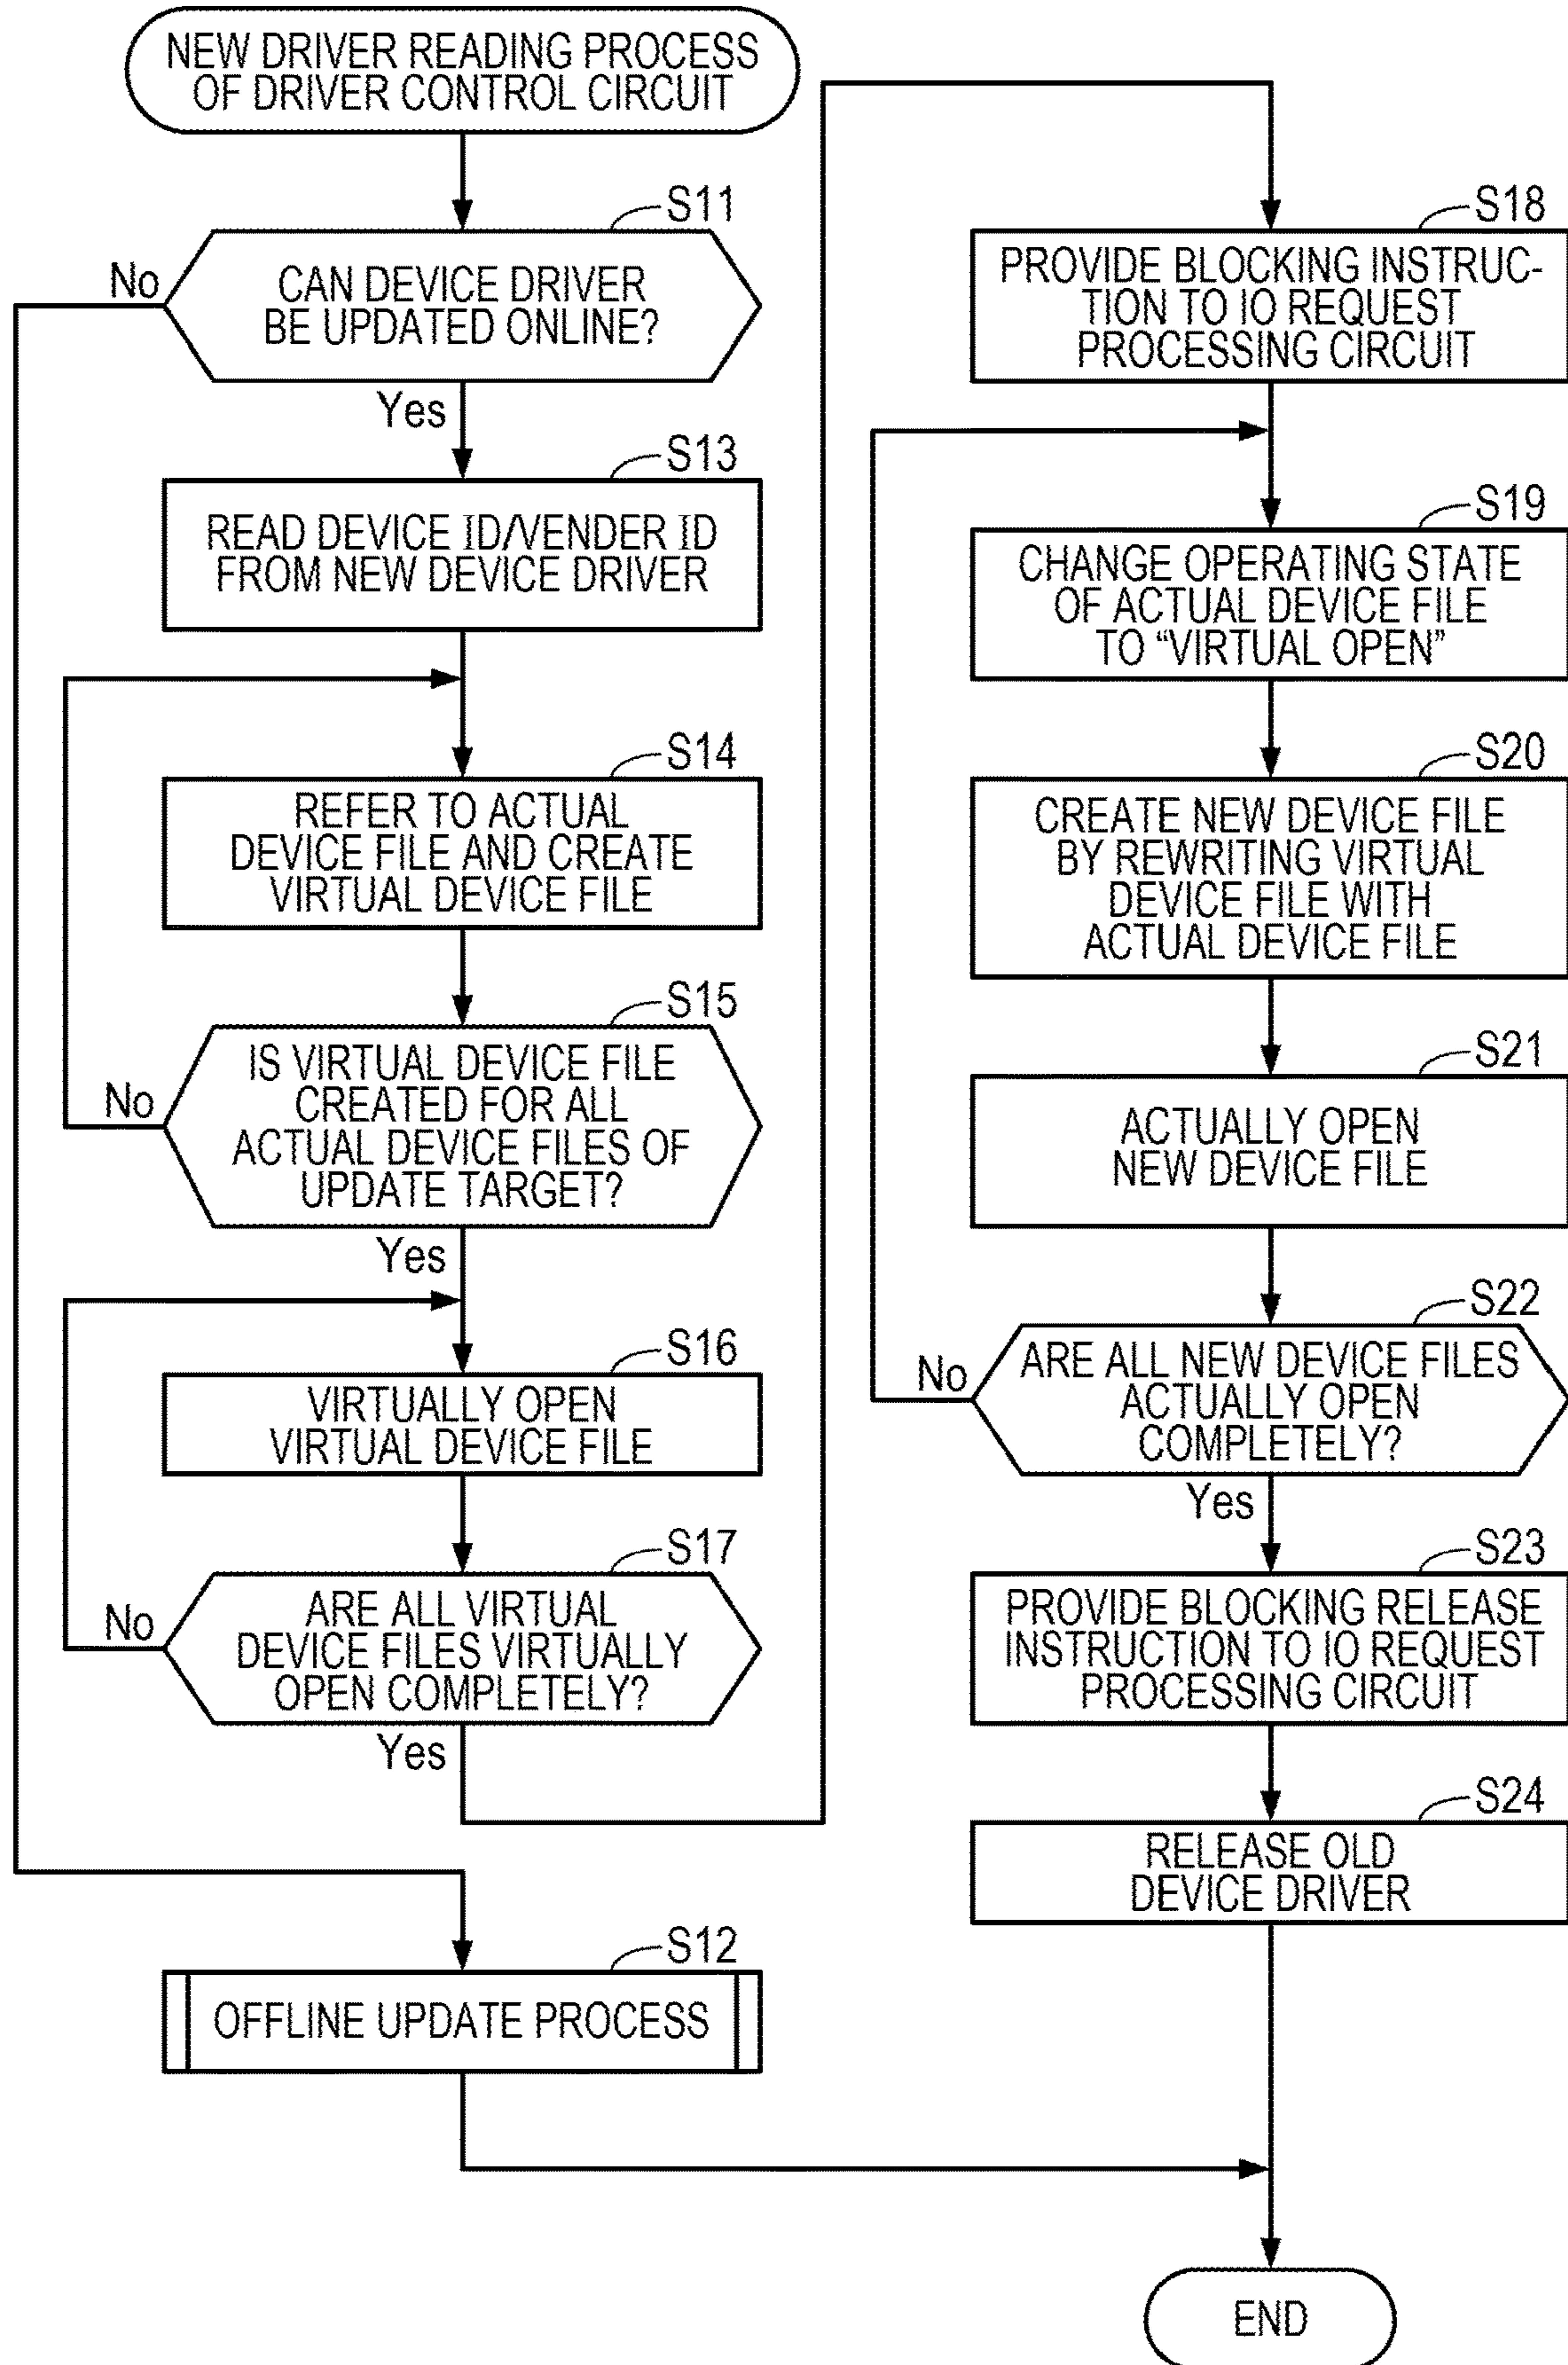 NEW DRIVER READING PROCESS
OF DRIVER CONTROL CIRCUIT
S11
No
CAN DEVICE DRIVER
BE UPDATED ONLINE?
Yes
S13
READ DEVICE ID/VENDER ID
FROM NEW DEVICE DRIVER
S14
REFER TO ACTUAL
DEVICE FILE AND CREATE
VIRTUAL DEVICE FILE
S15
No
IS VIRTUAL DEVICE FILE
CREATED FOR ALL
ACTUAL DEVICE FILES OF
UPDATE TARGET?
Yes
S16
VIRTUALLY OPEN
VIRTUAL DEVICE FILE
S17
No
ARE ALL VIRTUAL
DEVICE FILES VIRTUALLY
OPEN COMPLETELY?
Yes
S12
OFFLINE UPDATE PROCESS
S18
PROVIDE BLOCKING INSTRUC-
TION TO IO REQUEST
PROCESSING CIRCUIT
S19
CHANGE OPERATING STATE
OF ACTUAL DEVICE FILE
TO “VIRTUAL OPEN”
S20
CREATE NEW DEVICE FILE
BY REWRITING VIRTUAL
DEVICE FILE WITH
ACTUAL DEVICE FILE
S21
ACTUALLY OPEN
NEW DEVICE FILE
S22
No
ARE ALL NEW DEVICE FILES
ACTUALLY OPEN
COMPLETELY?
Yes
S23
PROVIDE BLOCKING RELEASE
INSTRUCTION TO IO REQUEST
PROCESSING CIRCUIT
S24
RELEASE OLD
DEVICE DRIVER
END